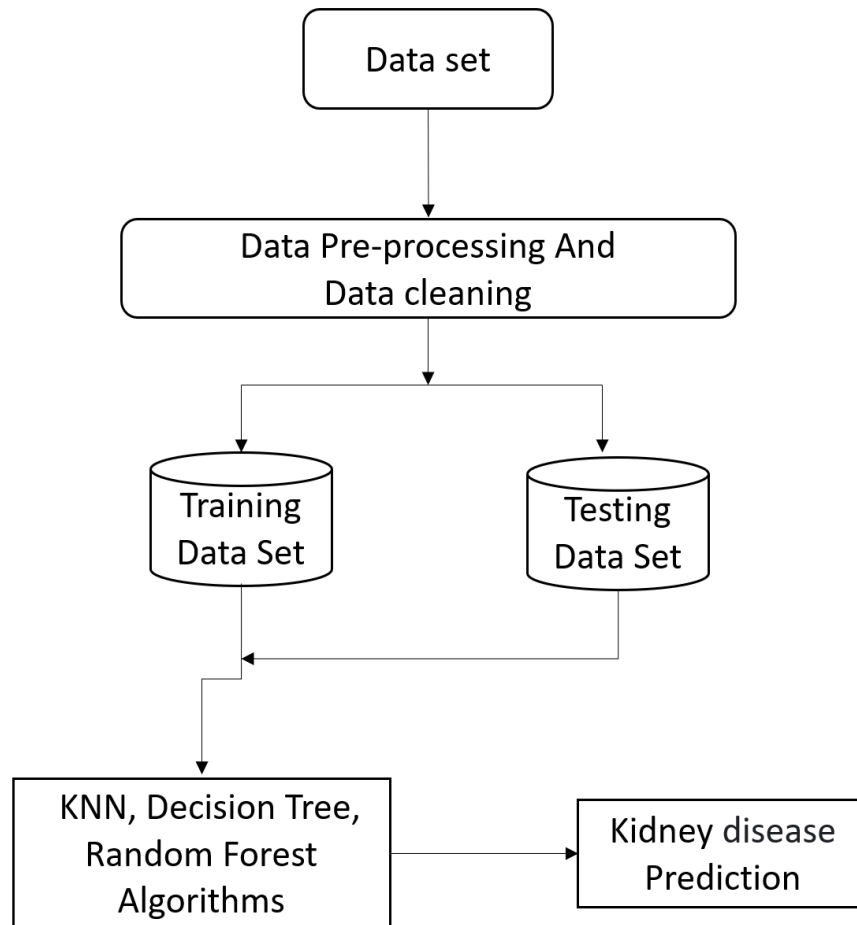 Data set
Data Pre-processing And
Data cleaning
Training
Data Set
Testing
Data Set
KNN, Decision Tree,
Random Forest
Algorithms
Kidney disease
Prediction